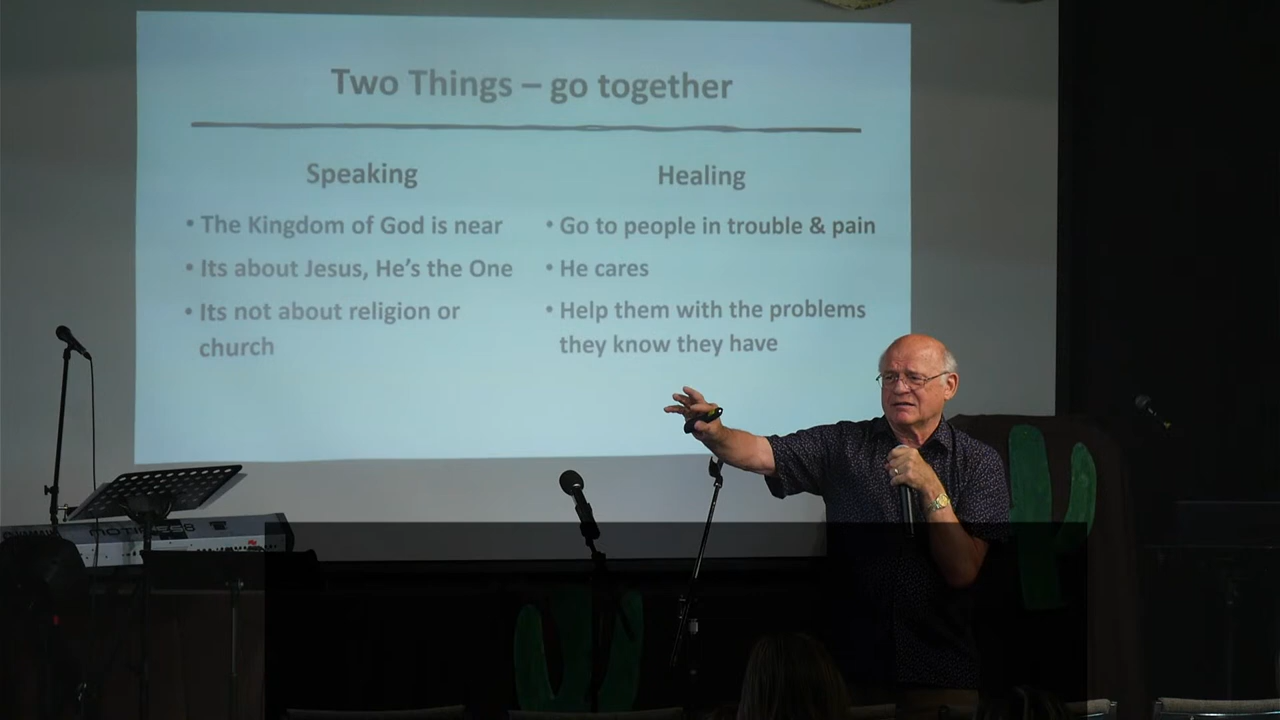 Two Things – go together
Speaking
• The Kingdom of God is near
• Its about Jesus, He's the One
• Its not about religion or
church
Healing
• Go to people in trouble & pain
• He cares
• Help them with the problems
they know they have